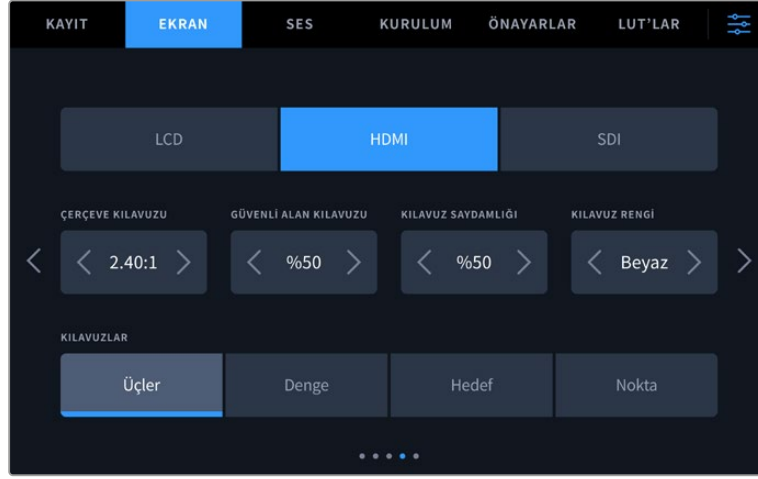 KAYIT EKRAN SES KURULUM ÖNAYARLAR LUT’LAR
LCD HDMI SDI
ÇERÇEVE KILAVUZU GÜVENLİ ALAN KILAVUZU KILAVUZ SAYDAMLIĞI KILAVUZ RENGİ
2.40:1 %50 %50 Beyaz
KILAVUZLAR
Üçler Denge Hedef Nokta